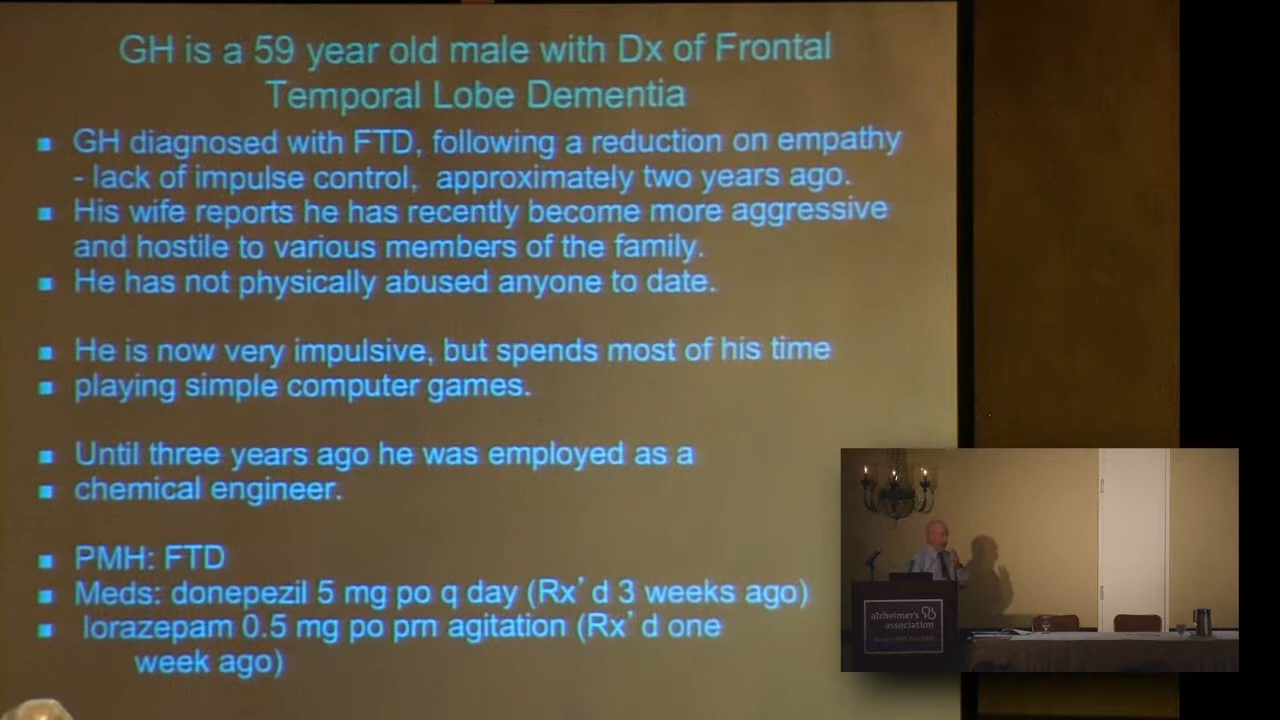 GH is a 59 year old male with Dx of Frontal
Temporal Lobe Dementia
GH diagnosed with FTD, following a reduction on empathy
- lack of impulse control, approximately two years ago.
His wife reports he has recently become more aggressive
and hostile to various members of the family.
He has not physically abused anyone to date.
He is now very impulsive, but spends most of his time
playing simple computer games.
Until three years ago he was employed as a
chemical engineer.
PMH: FTD
Meds: donepezil 5 mg po q day (Rx’d 3 weeks ago)
lorazepam 0.5 mg po prn agitation (Rx’d one
week ago)
alzheimer's
association